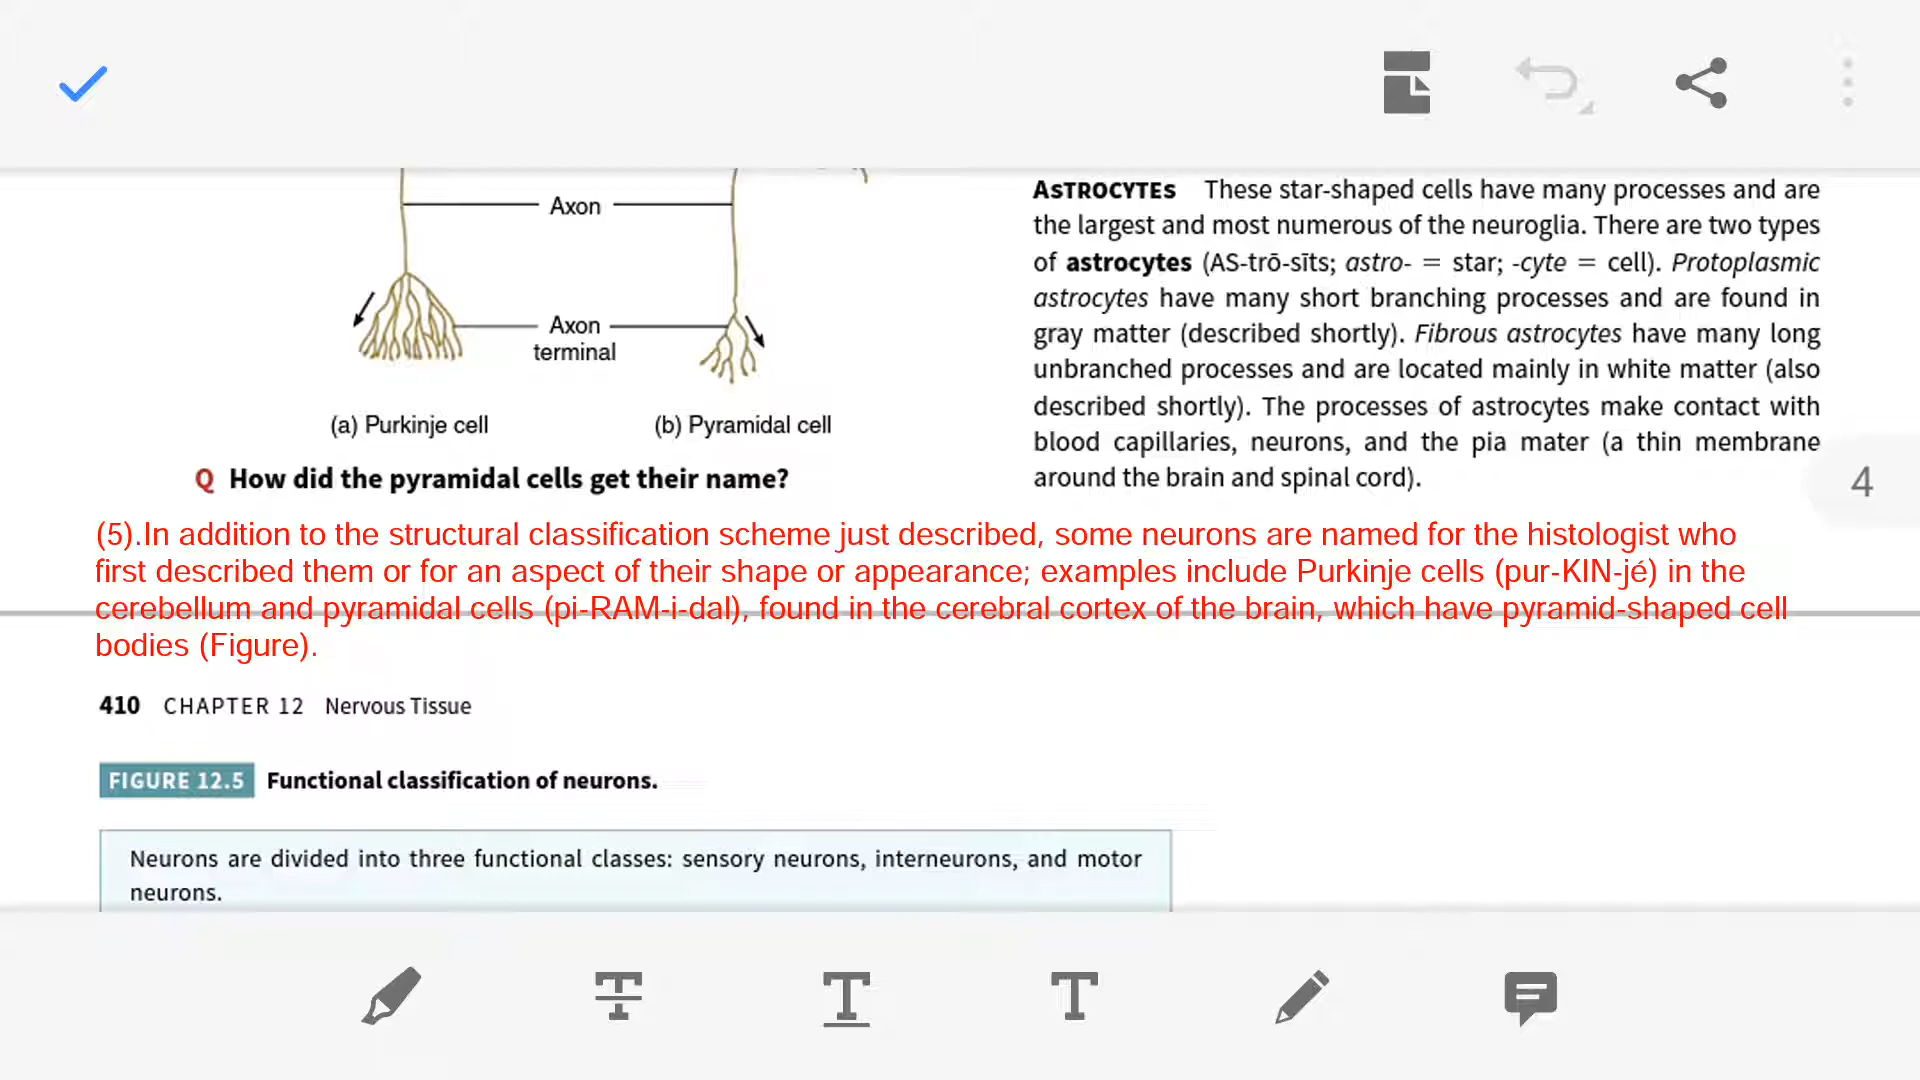 Axon
Axon
terminal
(a) Purkinje cell
(b) Pyramidal cell
Q How did the pyramidal cells get their name?
ASTROCYTES These star-shaped cells have many processes and are
the largest and most numerous of the neuroglia. There are two types
of astrocytes (AS-trō-sīts; astro- = star; -cyte = cell). Protoplasmic
astrocytes have many short branching processes and are found in
gray matter (described shortly). Fibrous astrocytes have many long
unbranched processes and are located mainly in white matter (also
described shortly). The processes of astrocytes make contact with
blood capillaries, neurons, and the pia mater (a thin membrane
around the brain and spinal cord).
4
(5).In addition to the structural classification scheme just described, some neurons are named for the histologist who
first described them or for an aspect of their shape or appearance; examples include Purkinje cells (pur-KIN-jé) in the
cerebellum and pyramidal cells (pi-RAM-i-dal), found in the cerebral cortex of the brain, which have pyramid-shaped cell
bodies (Figure).
410 CHAPTER 12 Nervous Tissue
FIGURE 12.5 Functional classification of neurons.
Neurons are divided into three functional classes: sensory neurons, interneurons, and motor
neurons.